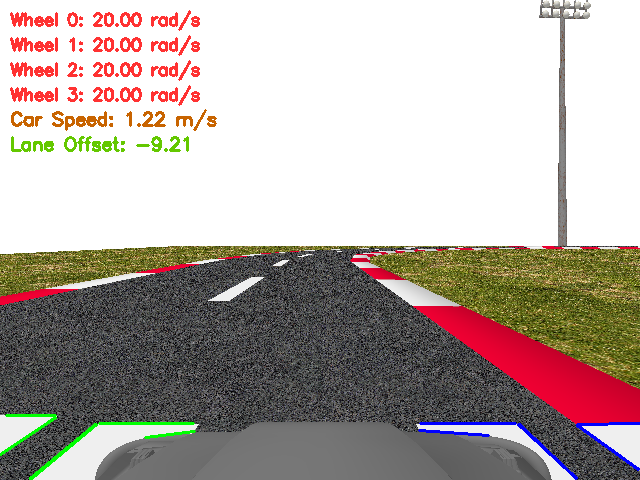 Wheel 0: 20.00 rad/s
Wheel 1: 20.00 rad/s
Wheel 2: 20.00 rad/s
Wheel 3: 20.00 rad/s
Car Speed: 1.22 m/s
Lane Offset: -9.21